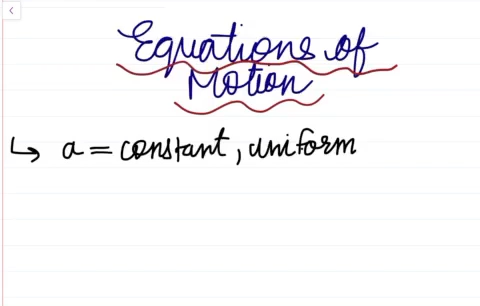 Equations of
Motion
↳ a = constant, uniform